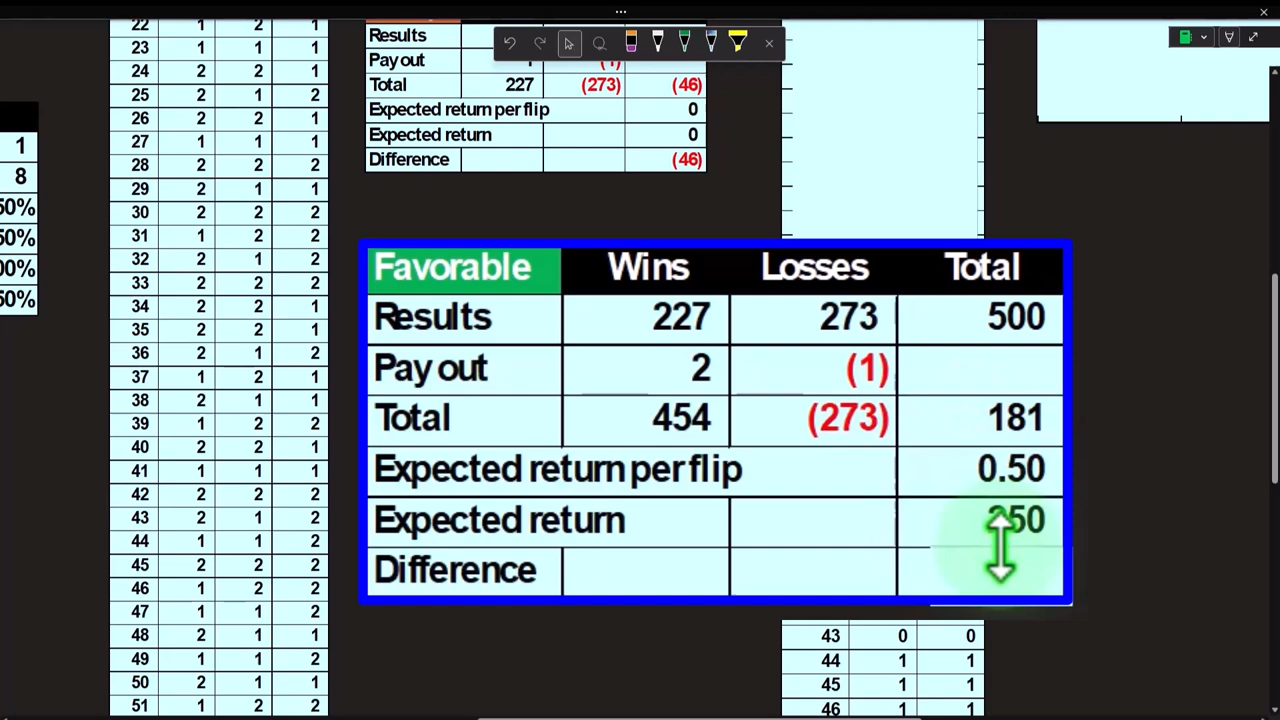 22 1 2 2
23 1 1 1
24 2 2 1
25 2 1 2
26 2 2 1
27 1 1 1
28 2 2 2
29 2 1 1
30 2 2 2
31 1 2 2
32 2 1 2
33 2 2 2
34 2 2 1
35 2 2 1
36 2 1 2
37 1 2 1
38 2 1 1
39 2 1 2
40 2 2 1
41 1 1 1
42 2 2 2
43 2 1 2
44 1 1 2
45 2 2 2
46 1 2 2
47 1 1 2
48 2 1 1
49 1 1 2
50 2 1 1
51 1 2 2
1
8
50%
50%
00%
50%
Results
Pay out (1)
Total 227 (273) (46)
Expected return per flip 0
Expected return 0
Difference (46)
Favorable Wins Losses Total
Results 227 273 500
Pay out 2 (1)
Total 454 (273) 181
Expected return per flip 0.50
Expected return 250
Difference
43 0 0
44 1 1
45 1 1
46 1 1